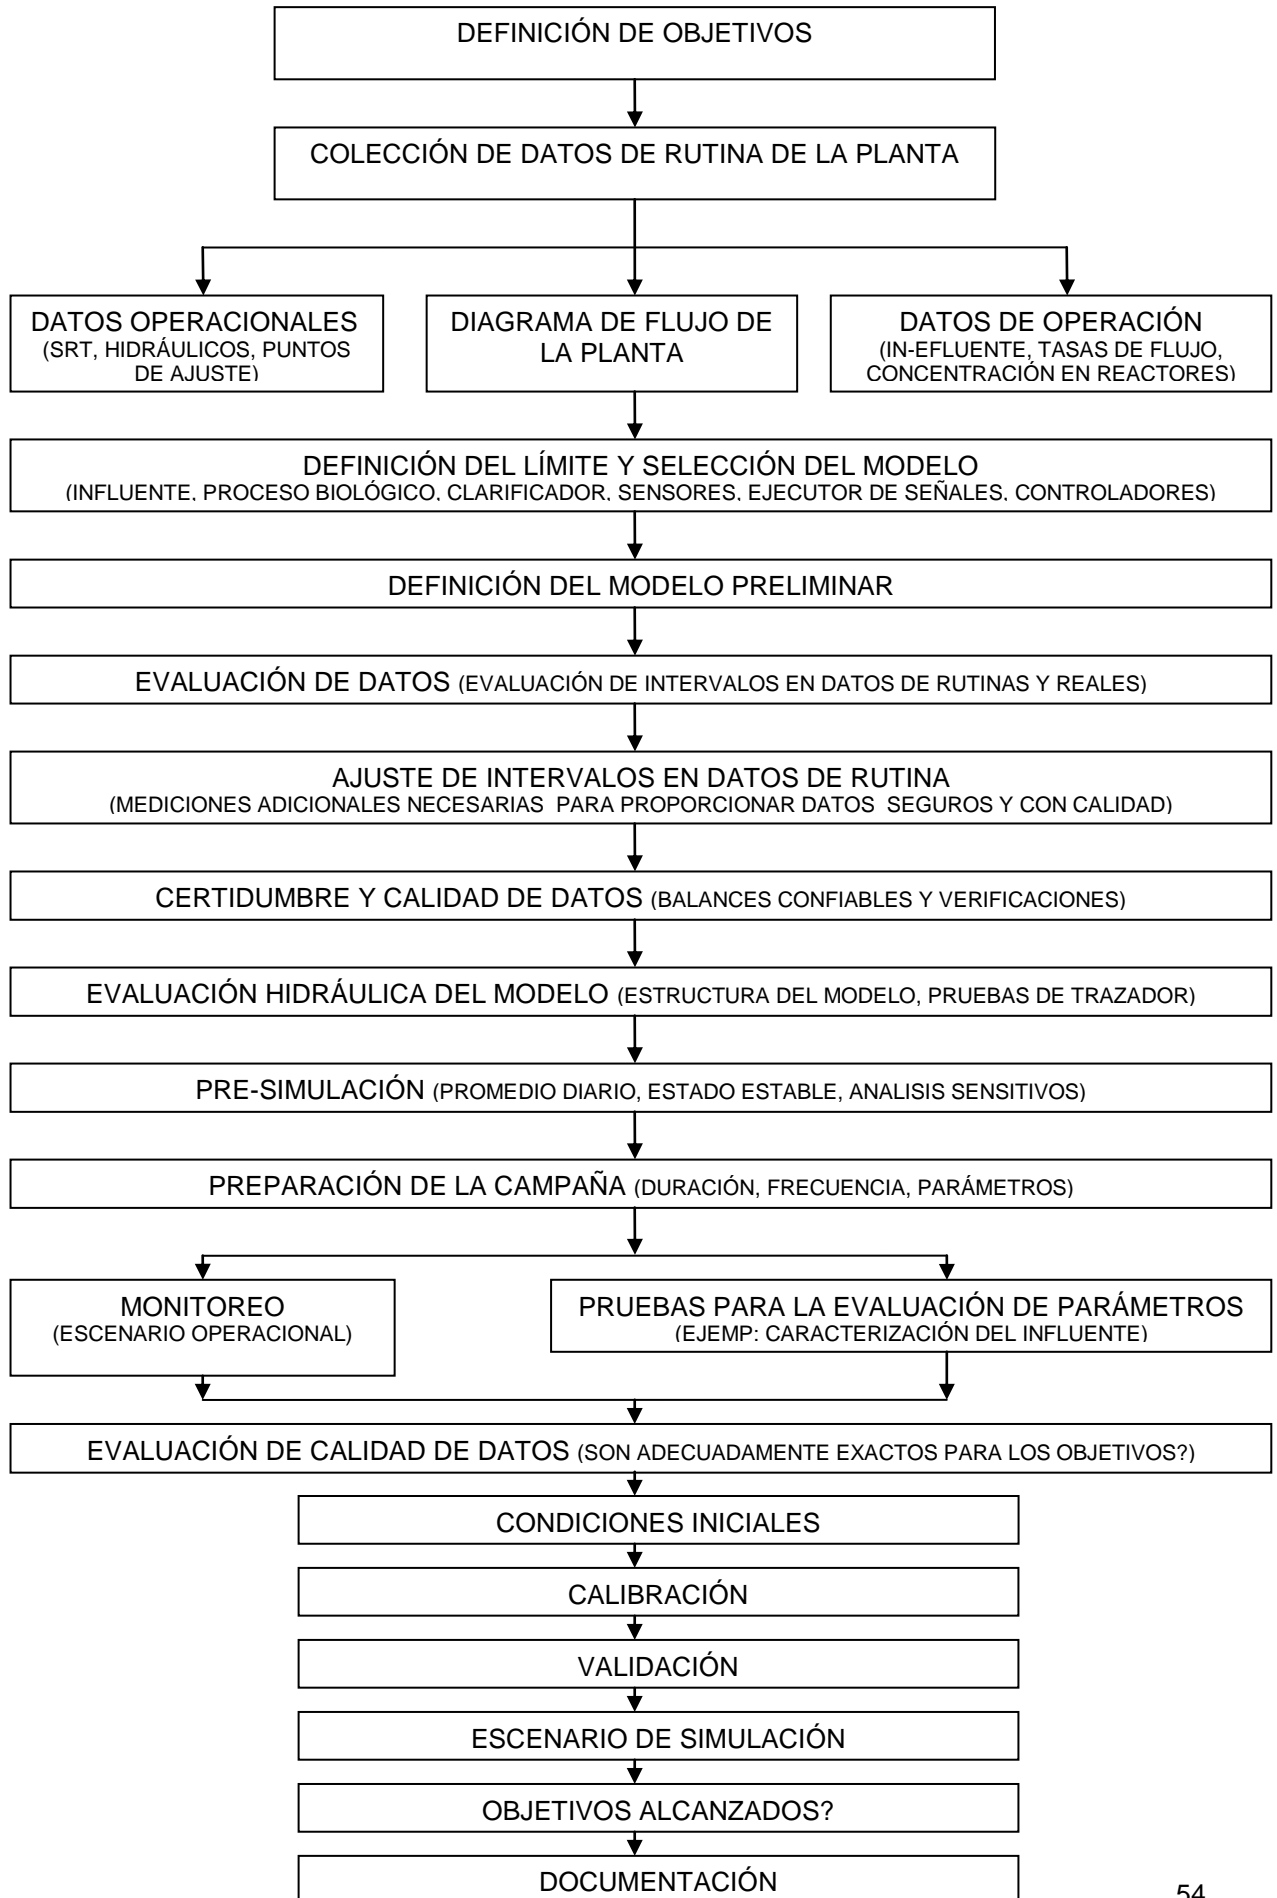 DEFINICIÓN DE OBJETIVOS
COLECCIÓN DE DATOS DE RUTINA DE LA PLANTA
DATOS OPERACIONALES
(SRT, HIDRÁULICOS, PUNTOS
DE AJUSTE)
DIAGRAMA DE FLUJO DE
LA PLANTA
DATOS DE OPERACIÓN
(IN-EFLUENTE, TASAS DE FLUJO,
CONCENTRACIÓN EN REACTORES)
DEFINICIÓN DEL LÍMITE Y SELECCIÓN DEL MODELO
(INFLUENTE, PROCESO BIOLÓGICO, CLARIFICADOR, SENSORES, EJECUTOR DE SEÑALES, CONTROLADORES)
DEFINICIÓN DEL MODELO PRELIMINAR
EVALUACIÓN DE DATOS (EVALUACIÓN DE INTERVALOS EN DATOS DE RUTINAS Y REALES)
AJUSTE DE INTERVALOS EN DATOS DE RUTINA
(MEDICIONES ADICIONALES NECESARIAS PARA PROPORCIONAR DATOS SEGUROS Y CON CALIDAD)
CERTIDUMBRE Y CALIDAD DE DATOS (BALANCES CONFIABLES Y VERIFICACIONES)
EVALUACIÓN HIDRÁULICA DEL MODELO (ESTRUCTURA DEL MODELO, PRUEBAS DE TRAZADOR)
PRE-SIMULACIÓN (PROMEDIO DIARIO, ESTADO ESTABLE, ANALISIS SENSITIVOS)
PREPARACIÓN DE LA CAMPAÑA (DURACIÓN, FRECUENCIA, PARÁMETROS)
MONITOREO
(ESCENARIO OPERACIONAL)
PRUEBAS PARA LA EVALUACIÓN DE PARÁMETROS
(EJEMP: CARACTERIZACIÓN DEL INFLUENTE)
EVALUACIÓN DE CALIDAD DE DATOS (SON ADECUADAMENTE EXACTOS PARA LOS OBJETIVOS?)
CONDICIONES INICIALES
CALIBRACIÓN
VALIDACIÓN
ESCENARIO DE SIMULACIÓN
OBJETIVOS ALCANZADOS?
DOCUMENTACIÓN
54